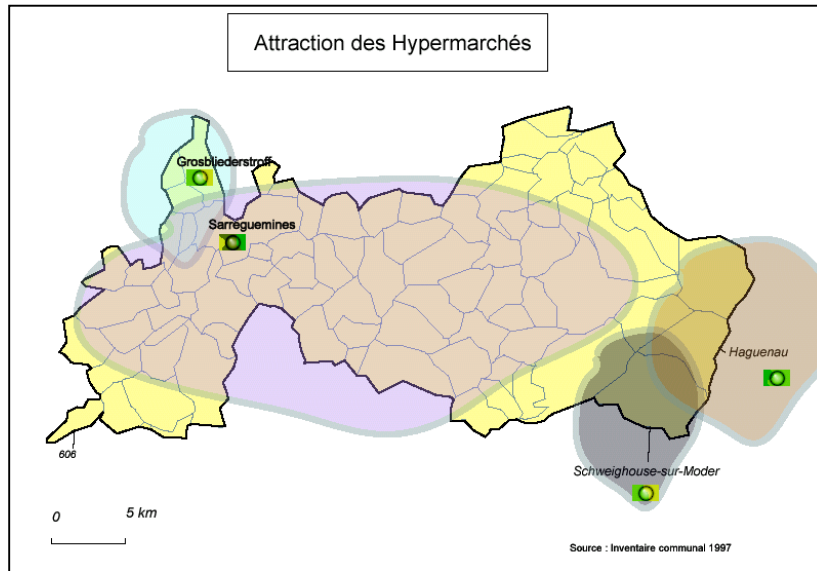 Attraction des Hypermarchés
Grosbliederstroff
Sarreguemines
Haguenau
606
Schweighouse-sur-Moder
0 5 km
Source : Inventaire communal 1997